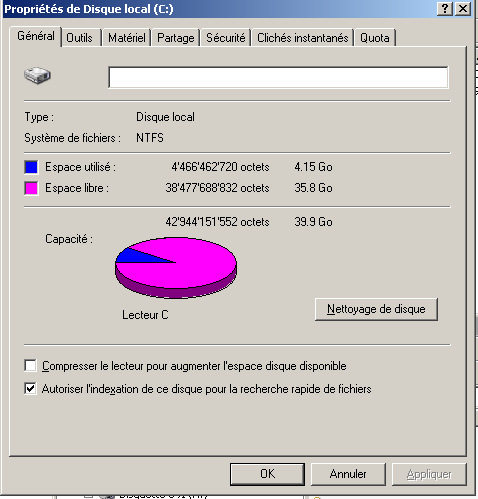 Propriétés de Disque local (C:)
Général Outils Matériel Partage Sécurité Clichés instantanés Quota
Type : Disque local
Système de fichiers : NTFS
Espace utilisé : 4'466'462'720 octets 4.15 Go
Espace libre : 38'477'688'832 octets 35.8 Go
42'944'151'552 octets 39.9 Go
Capacité :
Lecteur C
Nettoyage de disque
Compresser le lecteur pour augmenter l'espace disque disponible
Autoriser l'indexation de ce disque pour la recherche rapide de fichiers
OK Annuler Appliquer